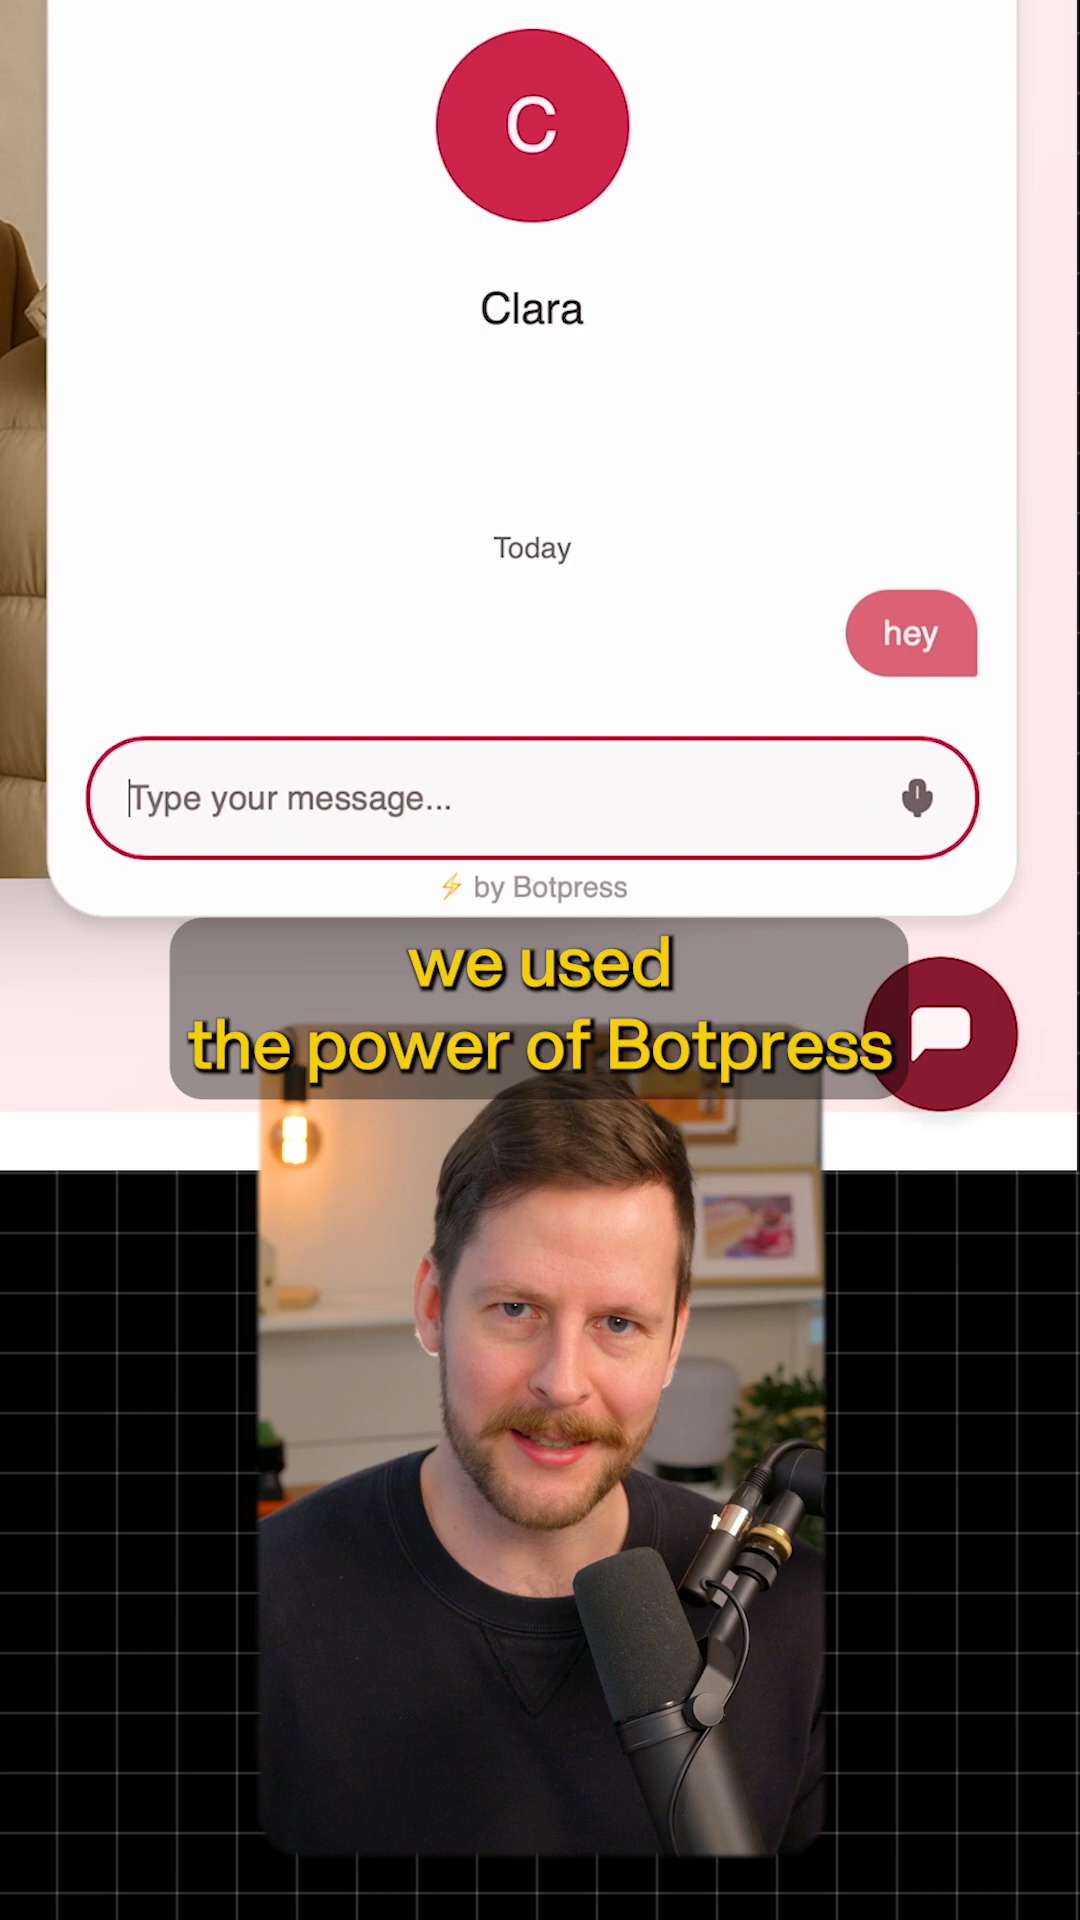 C
Clara
Today
hey
Type your message...
⚡ by Botpress
we used
the power of Botpress